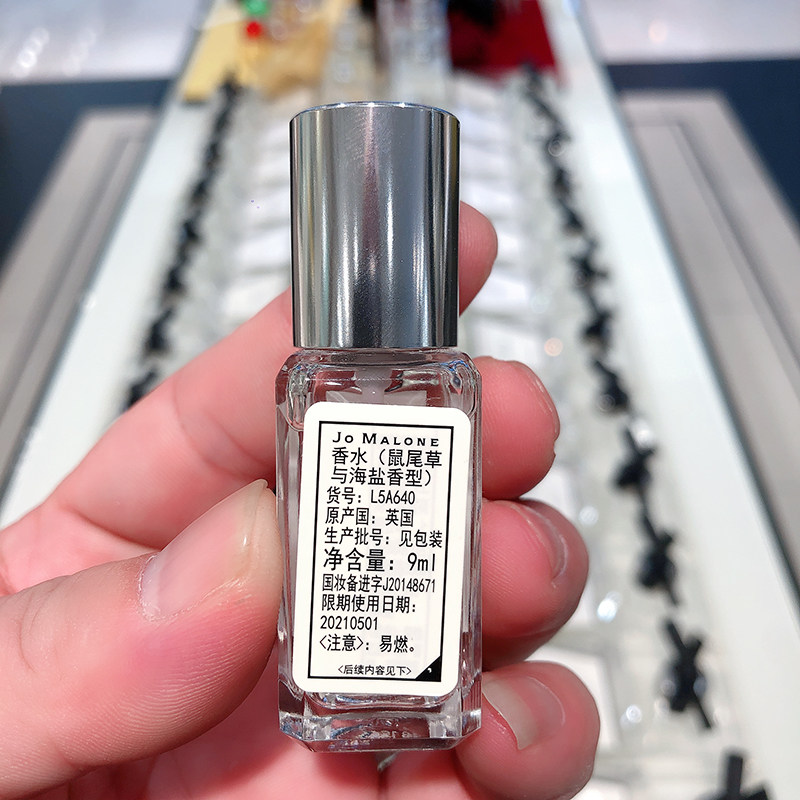 JO MALONE
香水（鼠尾草
与海盐香型）
货号：L5A640
原产国：英国
生产批号：见包装
净含量：9ml
国妆备进字J20148671
限期使用日期：
20210501
<注意>：易燃。
<后续内容见下>